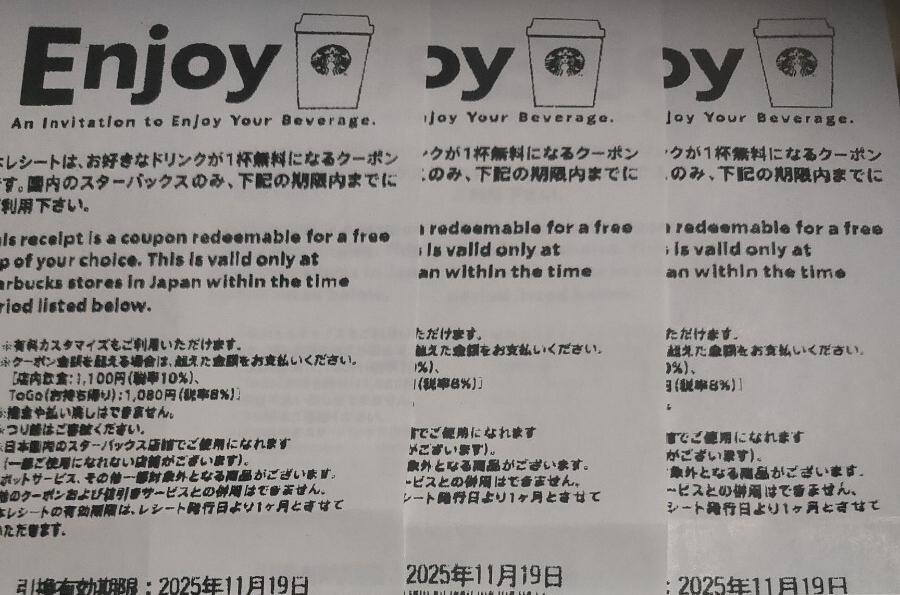 Enjoy
An Invitation to Enjoy Your Beverage.
レシートは、お好きなドリンクが1杯無料になるクーポン
す。国内のスターバックスのみ、下記の期限内までに
利用下さい。
is receipt is a coupon redeemable for a free
p of your choice. This is valid only at
arbucks stores in Japan within the time
riod listed below.
※有料カスタマイズもご利用いただけます。
※クーポン金額を超える場合は、超えた金額をお支払いください。
[店内飲食:1,100円(税率10%)、
ToGo(お持ち帰り):1,080円(税率8%)]
※換金や払い戻しはできません。
※つり銭はご容赦ください。
※日本国内のスターバックス店舗でご使用になれます
(一部ご使用になれない店舗がございます)。
ポットサービス、その他一部対象外となる商品がございます。
他のクーポンおよび値引きサービスとの併用はできません。
本レシートの有効期限は、レシート発行日より1ヶ月とさせて
いただきます。
引換有効期限:2025年11月19日
oy
njoy Your Beverage.
ンクが1杯無料になるクーポン
のみ、下記の期限内までに
redeemable for a free
is valid only at
an within the time
ただけます。
超えた金額をお支払いください。
0%)、
(税率8%)]
でご使用になれます
がございます)。
象外となる商品がございます。
ービスとの併用はできません。
シート発行日より1ヶ月とさせて
2025年11月19日
oy
joy Your Beverage.
クが1杯無料になるクーポン
のみ、下記の期限内までに
redeemable for a free
is valid only at
an within the time
ただけます。
超えた金額をお支払いください。
0%)、
(税率8%)]
でご使用になれます
がございます)。
象外となる商品がございます。
ービスとの併用はできません。
シート発行日より1ヶ月とさせて
:2025年11月19日